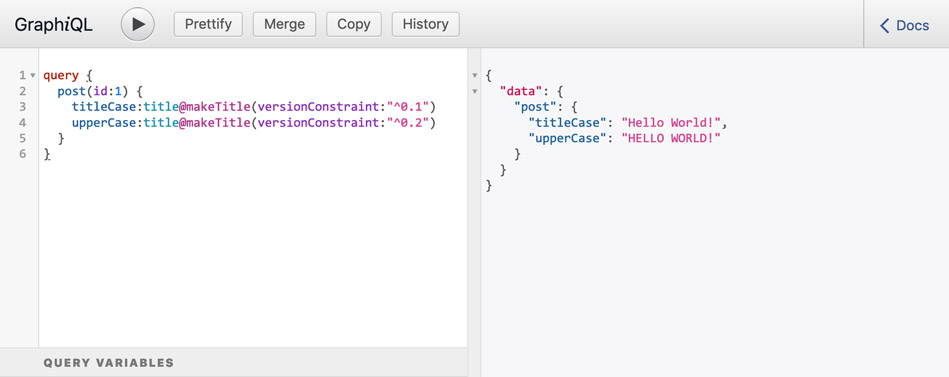 GraphiQL Prettify Merge Copy History Docs
1 query {
2 post(id:1) {
3 titleCase:title@makeTitle(versionConstraint:"^0.1")
4 upperCase:title@makeTitle(versionConstraint:"^0.2")
5 }
6 }
QUERY VARIABLES
{
"data": {
"post": {
"titleCase": "Hello World!",
"upperCase": "HELLO WORLD!"
}
}
}